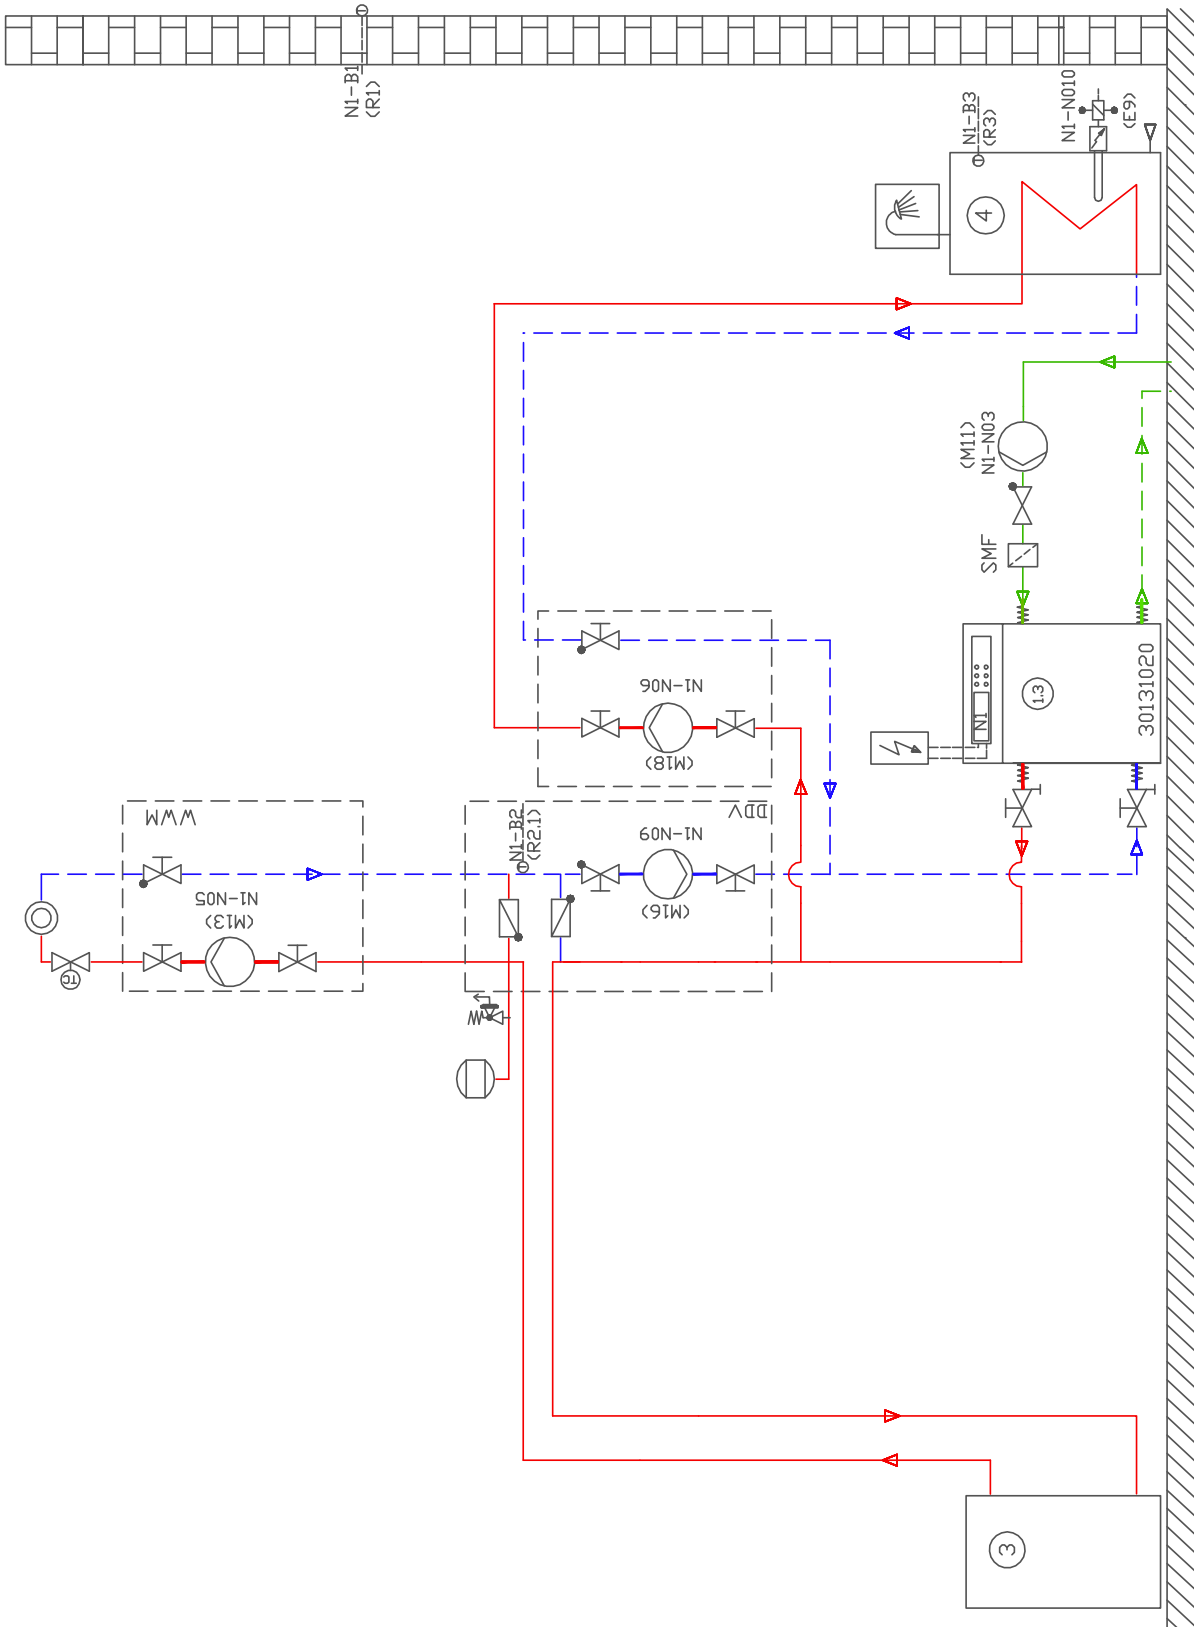 N1-B1
(R1)
N1-B3
(R3)
N1-N010
(E9)
4
(M11)
N1-N03
SMF
N1-N06
(M18)
N1
1.3
30131020
WWM
N1-N05
(M13)
TC
N1-B2
(R2.1)
DDV
N1-N09
(M16)
3